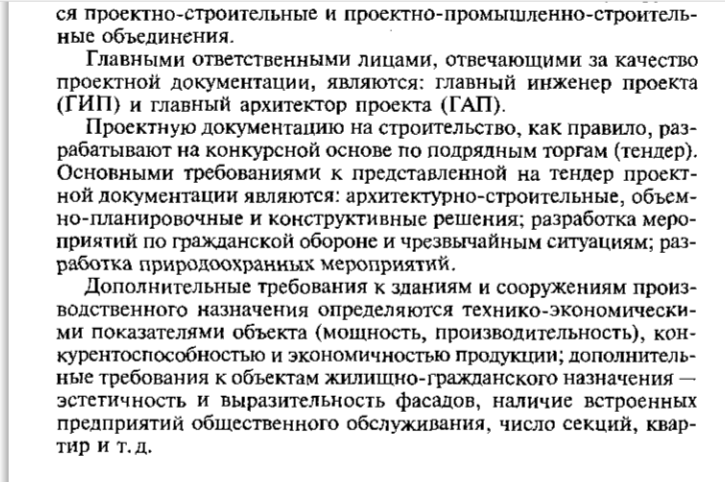 ся проектно-строительные и проектно-промышленно-строитель-
ные объединения.
Главными ответственными лицами, отвечающими за качество
проектной документации, являются: главный инженер проекта
(ГИП) и главный архитектор проекта (ГАП).
Проектную документацию на строительство, как правило, раз-
рабатывают на конкурсной основе по подрядным торгам (тендер).
Основными требованиями к представленной на тендер проект-
ной документации являются: архитектурно-строительные, объем-
но-планировочные и конструктивные решения; разработка меро-
приятий по гражданской обороне и чрезвычайным ситуациям; раз-
работка природоохранных мероприятий.
Дополнительные требования к зданиям и сооружениям произ-
водственного назначения определяются технико-экономически-
ми показателями объекта (мощность, производительность), кон-
курентоспособностью и экономичностью продукции; дополнитель-
ные требования к объектам жилищно-гражданского назначения —
эстетичность и выразительность фасадов, наличие встроенных
предприятий общественного обслуживания, число секций, квар-
тир и т. д.